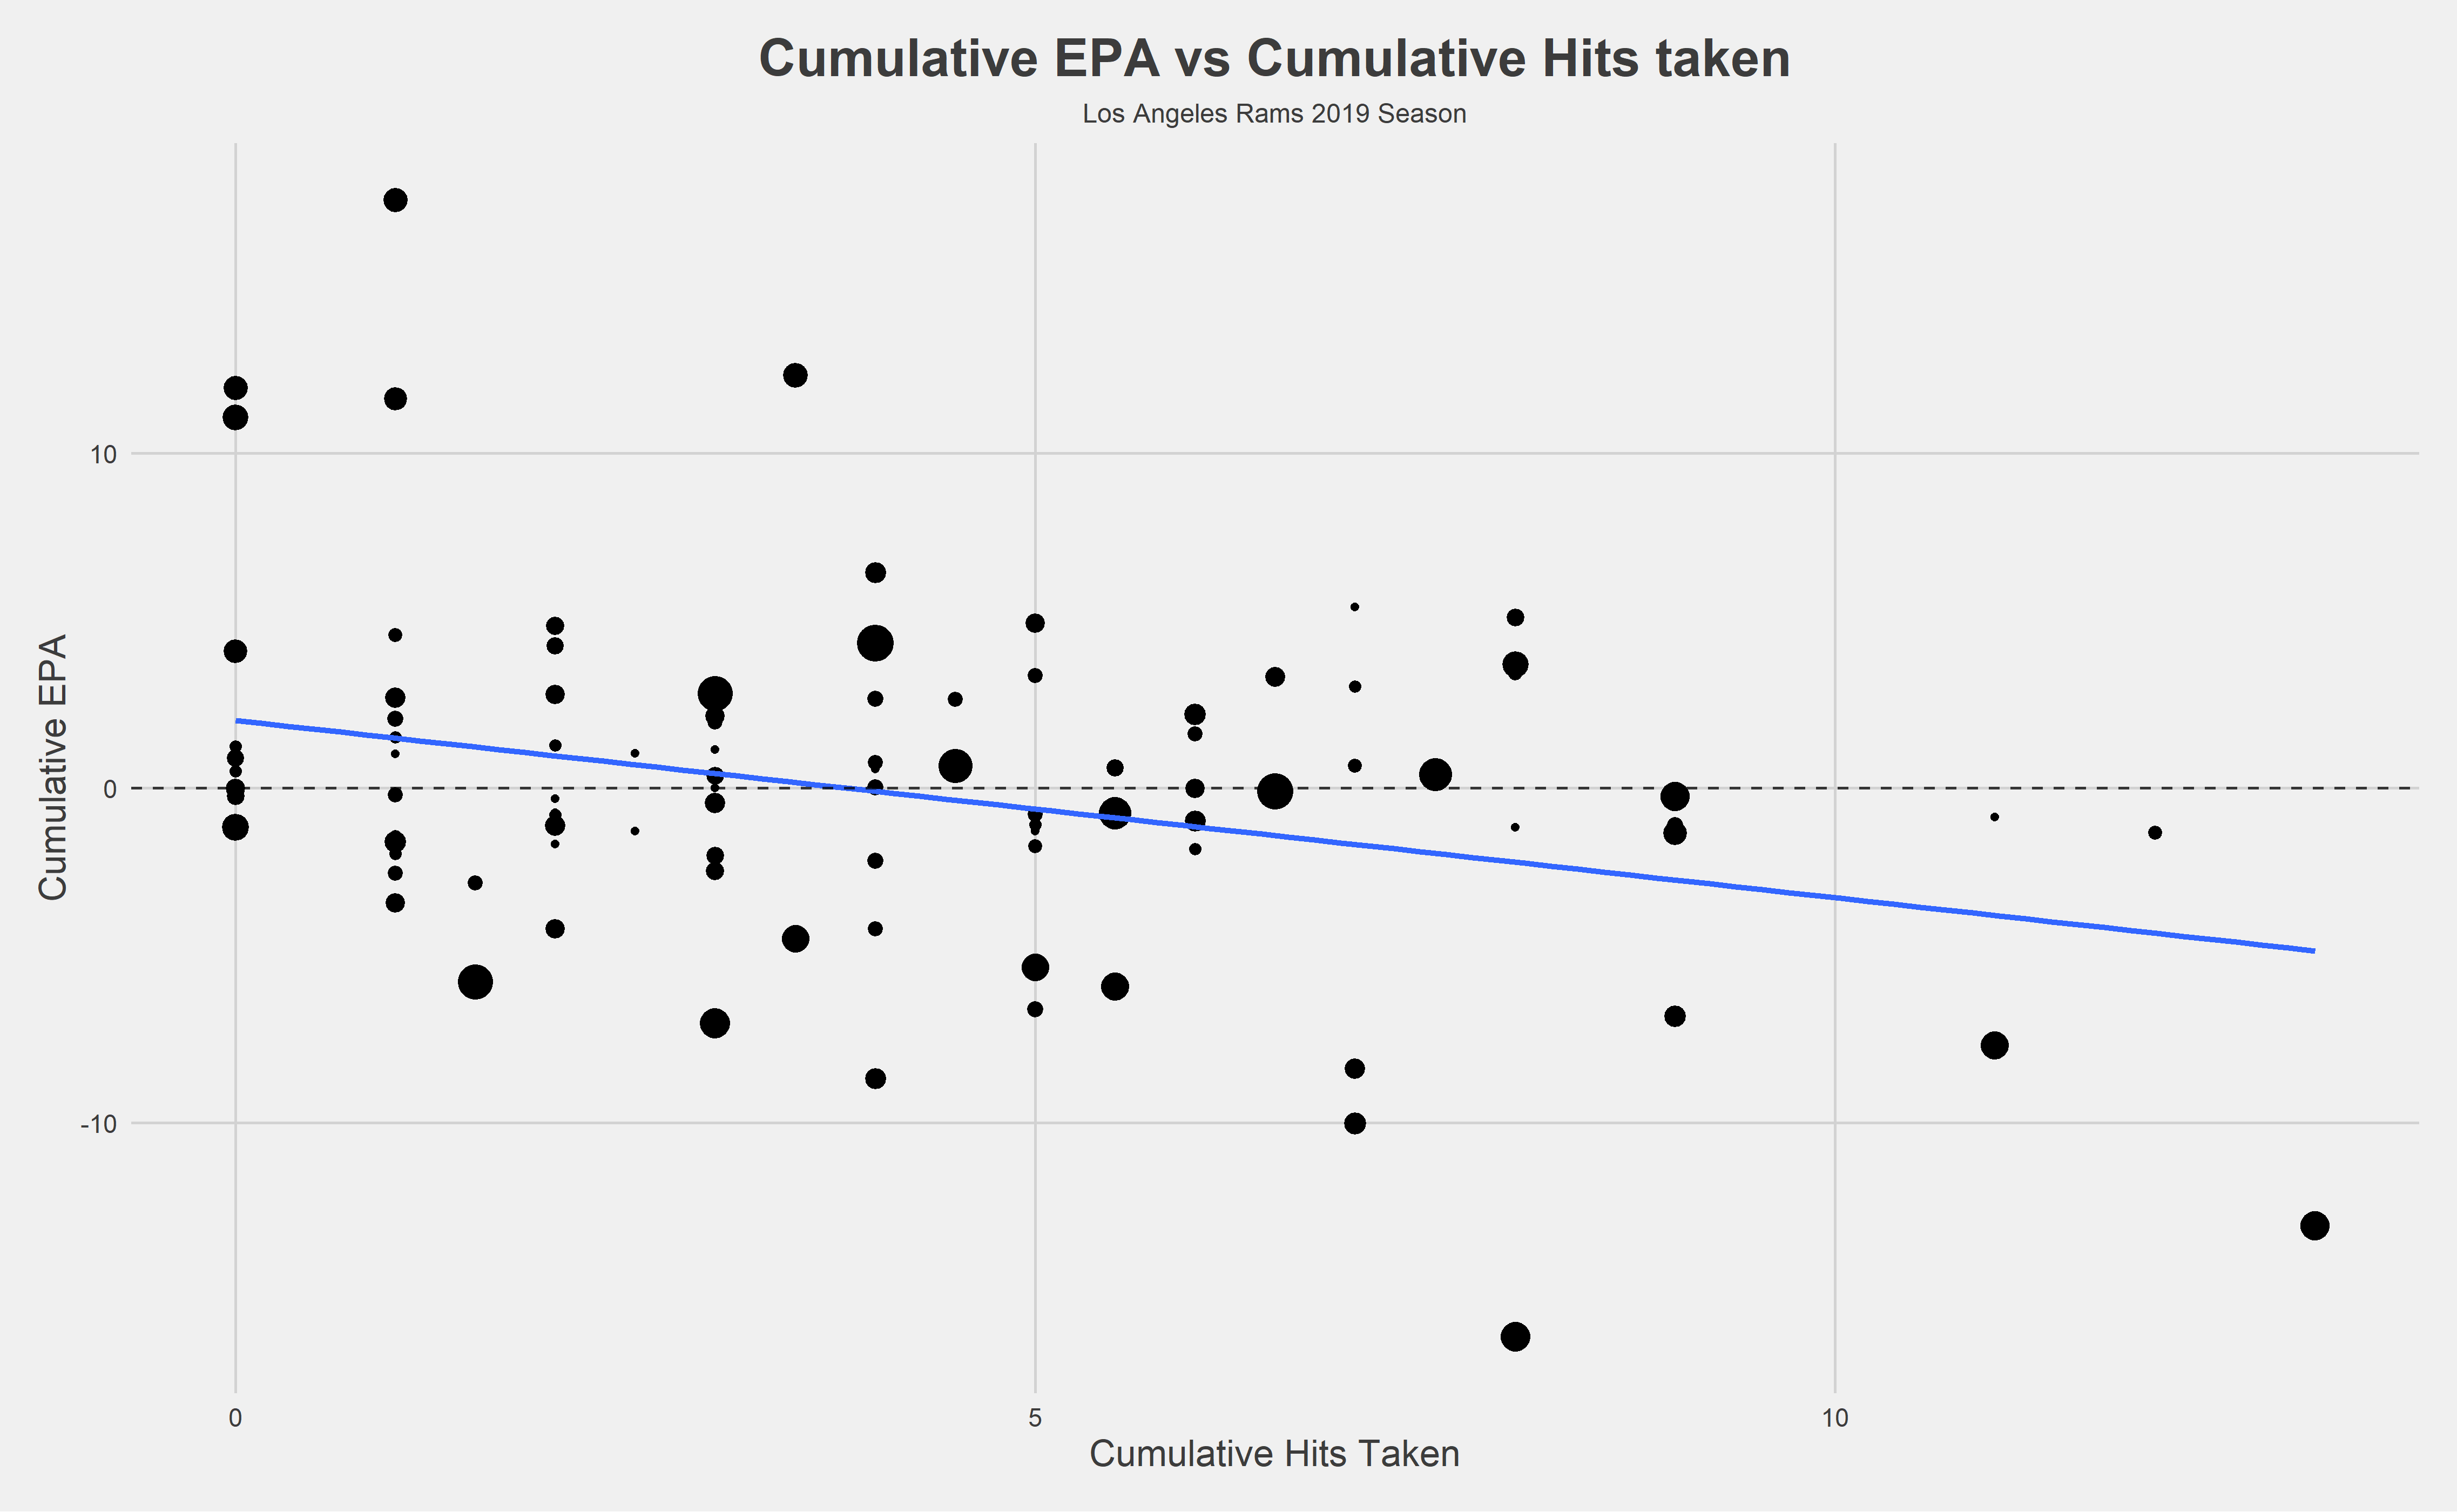 Cumulative EPA vs Cumulative Hits taken
Los Angeles Rams 2019 Season
Cumulative EPA
10
0
-10
0
5
10
Cumulative Hits Taken